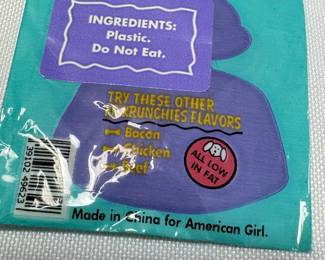 INGREDIENTS:
Plastic.
Do Not Eat.
TRY THESE OTHER
KRUNCHIES FLAVORS
Bacon
Chicken
Beef
ALL LOW
IN FAT
Made in China for American Girl.